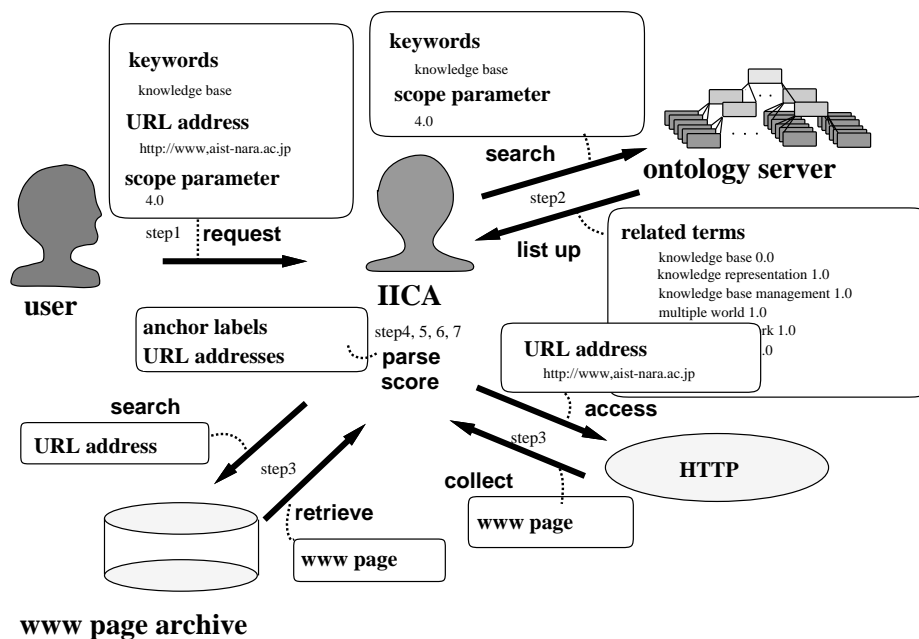 keywords
knowledge base
URL address
http://www,aist-nara.ac.jp
scope parameter
4.0
keywords
knowledge base
scope parameter
4.0
search
step2
ontology server
step1
request
list up
user
IICA
related terms
knowledge base 0.0
knowledge representation 1.0
knowledge base management 1.0
multiple world 1.0
rk 1.0
.0
anchor labels
URL addresses
step4, 5, 6, 7
parse
score
URL address
http://www,aist-nara.ac.jp
search
access
URL address
step3
step3
HTTP
collect
retrieve
www page
www page
www page archive